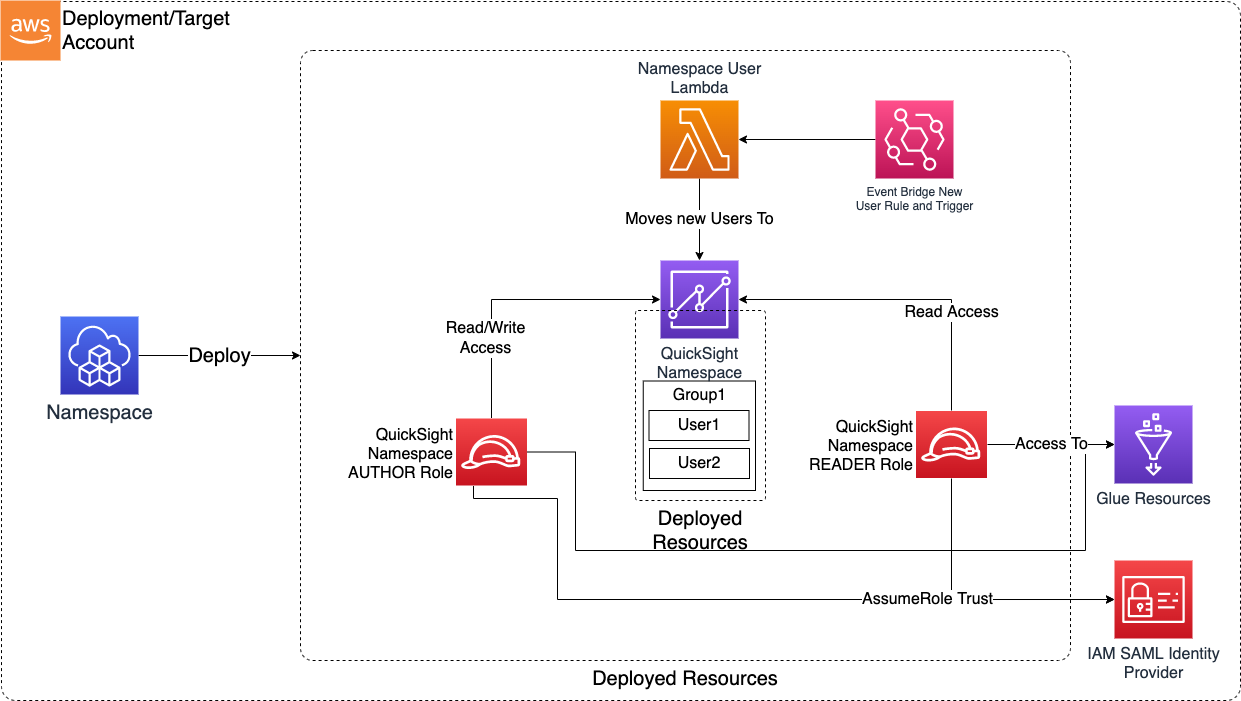 aws
Deployment/Target
Account
Namespace User
Lambda
Event Bridge New
User Rule and Trigger
Moves new Users To
Read/Write
Access
Read Access
QuickSight
Namespace
Group1
User1
User2
Deployed
Resources
Deploy
Namespace
QuickSight
Namespace
AUTHOR Role
QuickSight
Namespace
READER Role
Access To
Glue Resources
AssumeRole Trust
IAM SAML Identity
Provider
Deployed Resources